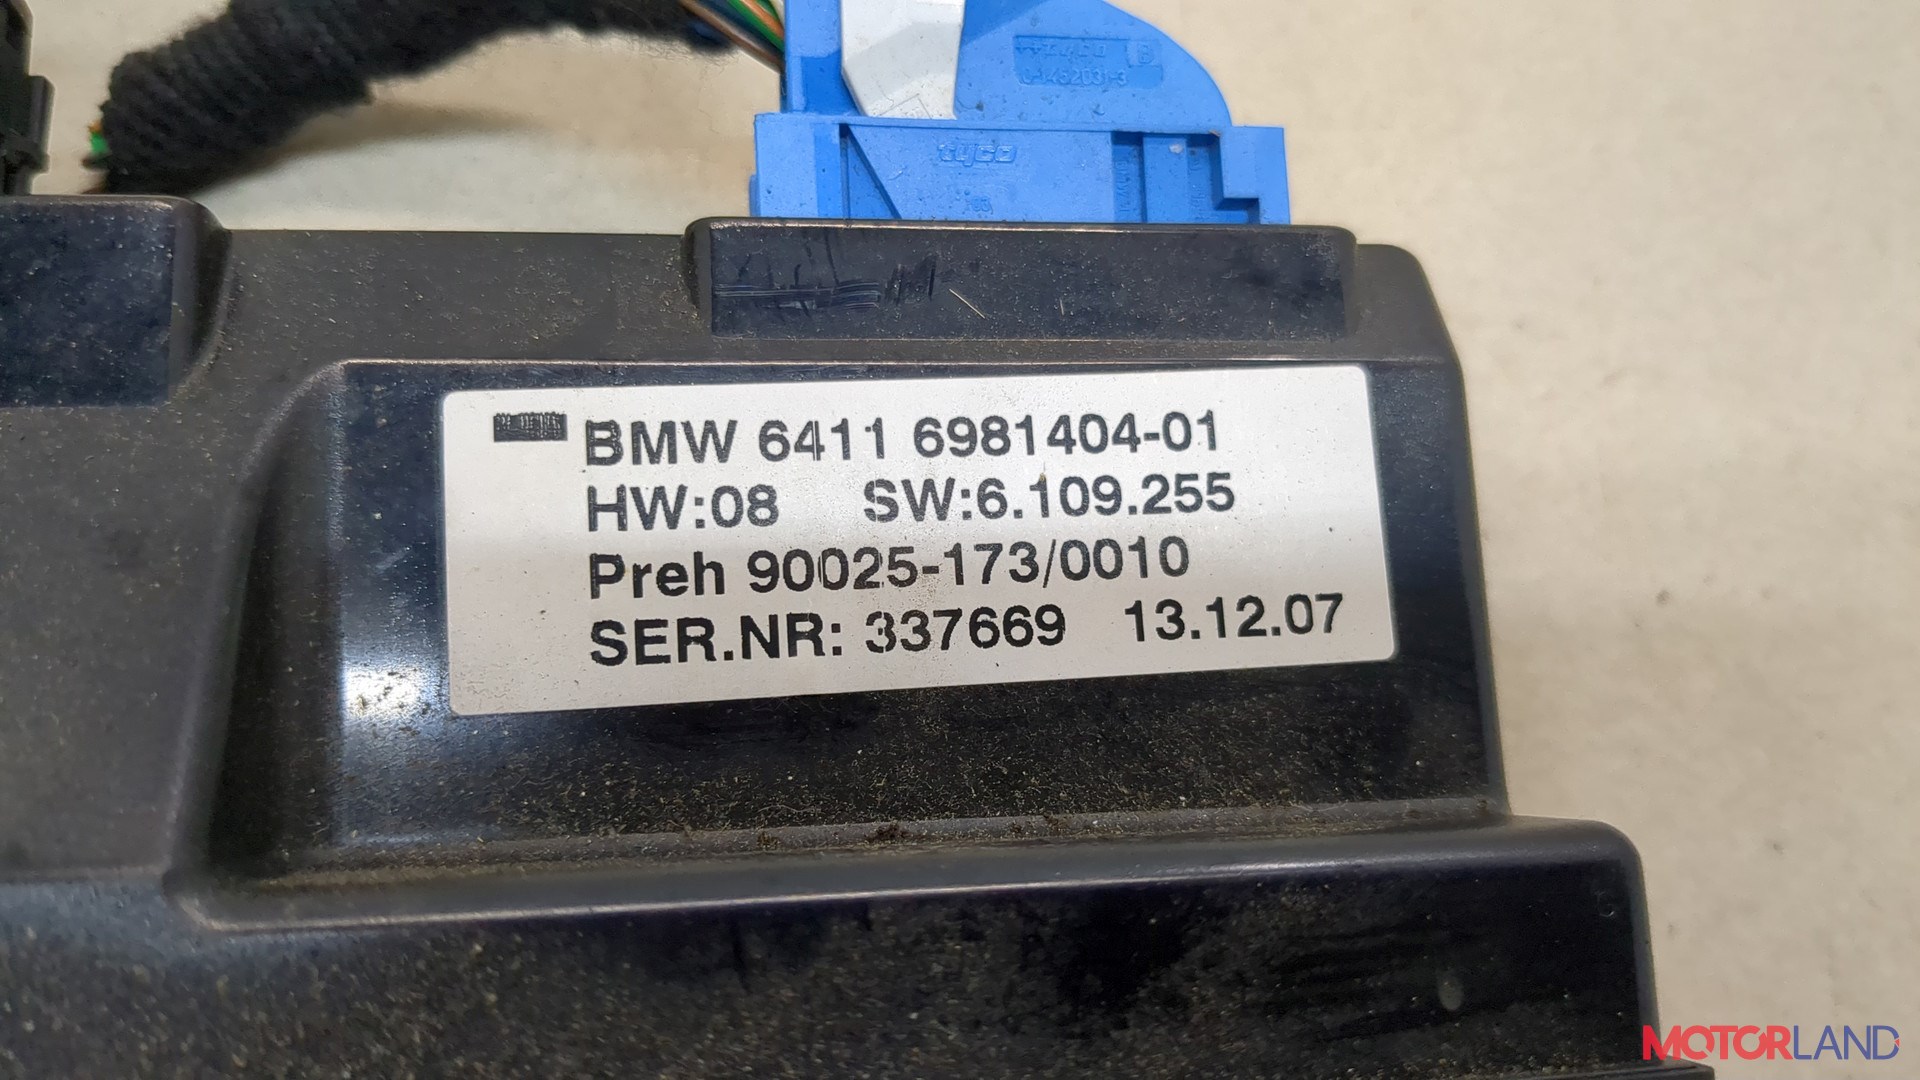 tyco
BMW 6411 6981404-01
HW:08 SW:6.109.255
Preh 90025-173/0010
SER.NR: 337669 13.12.07
MOTORLAND